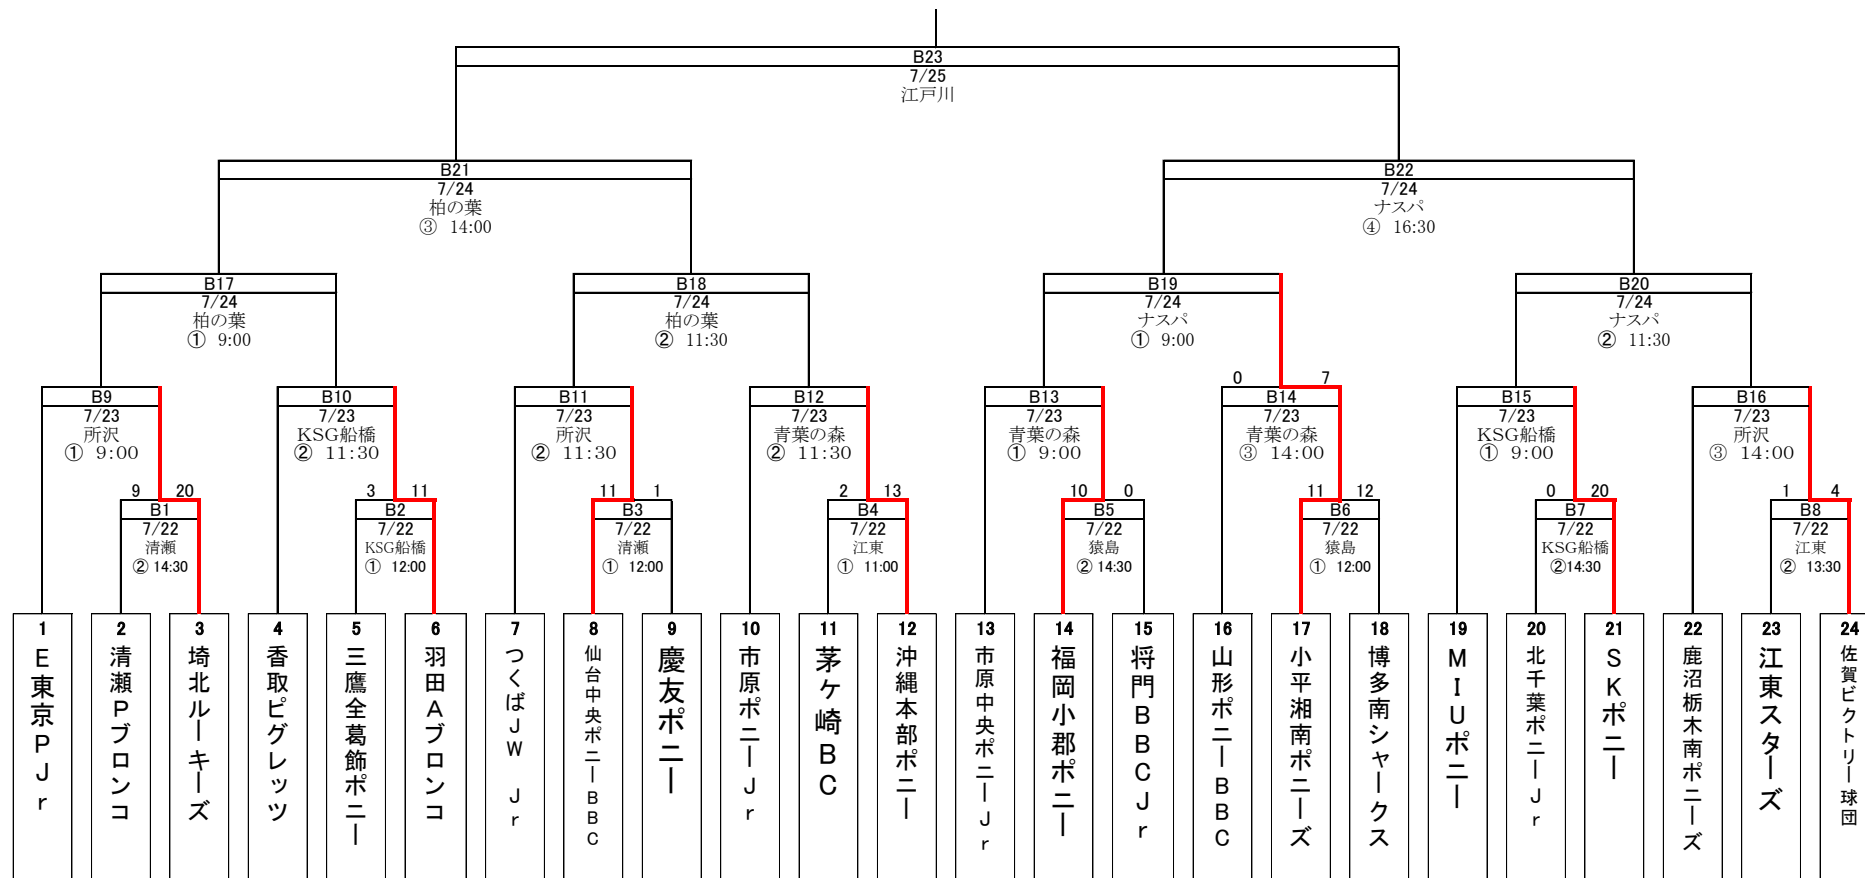 B23
7/25
江戸川
B21
7/24
柏の葉
③ 14:00
B22
7/24
ナスパ
④ 16:30
B17
7/24
柏の葉
① 9:00
B18
7/24
柏の葉
② 11:30
B19
7/24
ナスパ
① 9:00
B20
7/24
ナスパ
② 11:30
B9
7/23
所沢
① 9:00
B10
7/23
KSG船橋
② 11:30
B11
7/23
所沢
② 11:30
B12
7/23
青葉の森
② 11:30
B13
7/23
青葉の森
① 9:00
0 7
B14
7/23
青葉の森
③ 14:00
B15
7/23
KSG船橋
① 9:00
B16
7/23
所沢
③ 14:00
9 20
B1
7/22
清瀬
② 14:30
3 11
B2
7/22
KSG船橋
① 12:00
11 1
B3
7/22
清瀬
① 12:00
2 13
B4
7/22
江東
① 11:00
10 0
B5
7/22
猿島
② 14:30
11 12
B6
7/22
猿島
① 12:00
0 20
B7
7/22
KSG船橋
②14:30
1 4
B8
7/22
江東
② 13:30
1
E東京PJr
2
清瀬Pブロンコ
3
埼北ルーキーズ
4
香取ピグレッツ
5
三鷹全葛飾ポニー
6
羽田Aブロンコ
7
つくばJW Jr
8
仙台中央ポニーBBC
9
慶友ポニー
10
市原ポニーJr
11
茅ヶ崎BC
12
沖縄本部ポニー
13
市原中央ポニーJr
14
福岡小郡ポニー
15
将門BBCJr
16
山形ポニーBBC
17
小平湘南ポニーズ
18
博多南シャークス
19
MIUポニー
20
北千葉ポニーJr
21
SKポニー
22
鹿沼栃木南ポニーズ
23
江東スターズ
24
佐賀ビクトリー球団